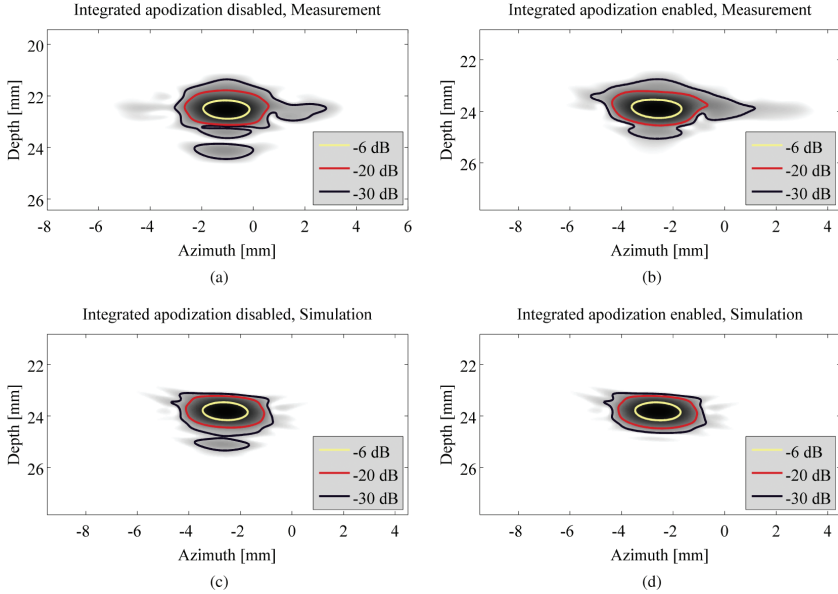 Integrated apodization disabled, Measurement
20
22
24
26
Depth [mm]
-6 dB
-20 dB
-30 dB
-8 -6 -4 -2 0 2 4 6
Azimuth [mm]
(a)
Integrated apodization enabled, Measurement
22
24
26
Depth [mm]
-6 dB
-20 dB
-30 dB
-8 -6 -4 -2 0 2 4
Azimuth [mm]
(b)
Integrated apodization disabled, Simulation
22
24
26
Depth [mm]
-6 dB
-20 dB
-30 dB
-8 -6 -4 -2 0 2 4
Azimuth [mm]
(c)
Integrated apodization enabled, Simulation
22
24
26
Depth [mm]
-6 dB
-20 dB
-30 dB
-8 -6 -4 -2 0 2 4
Azimuth [mm]
(d)